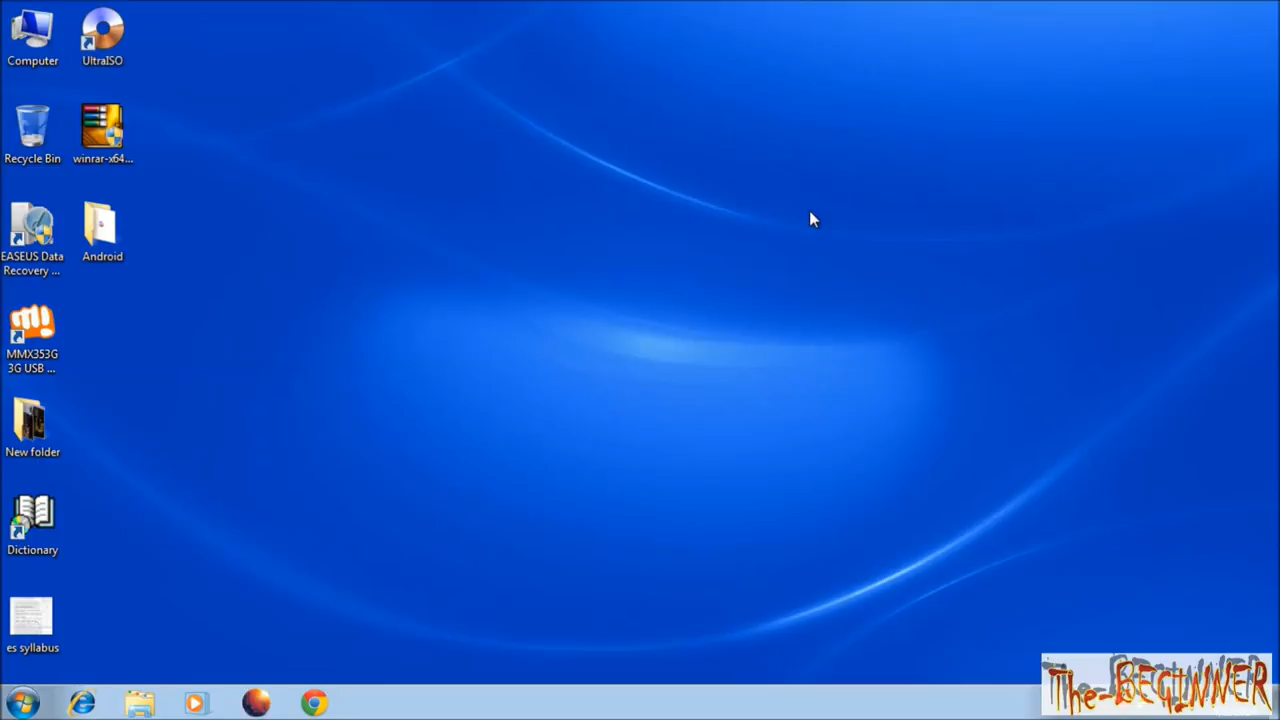 Computer
UltraISO
Recycle Bin
winrar-x64...
EASEUS Data
Recovery ...
Android
MMX353G
3G USB ...
New folder
Dictionary
es syllabus
The-BEGINNER